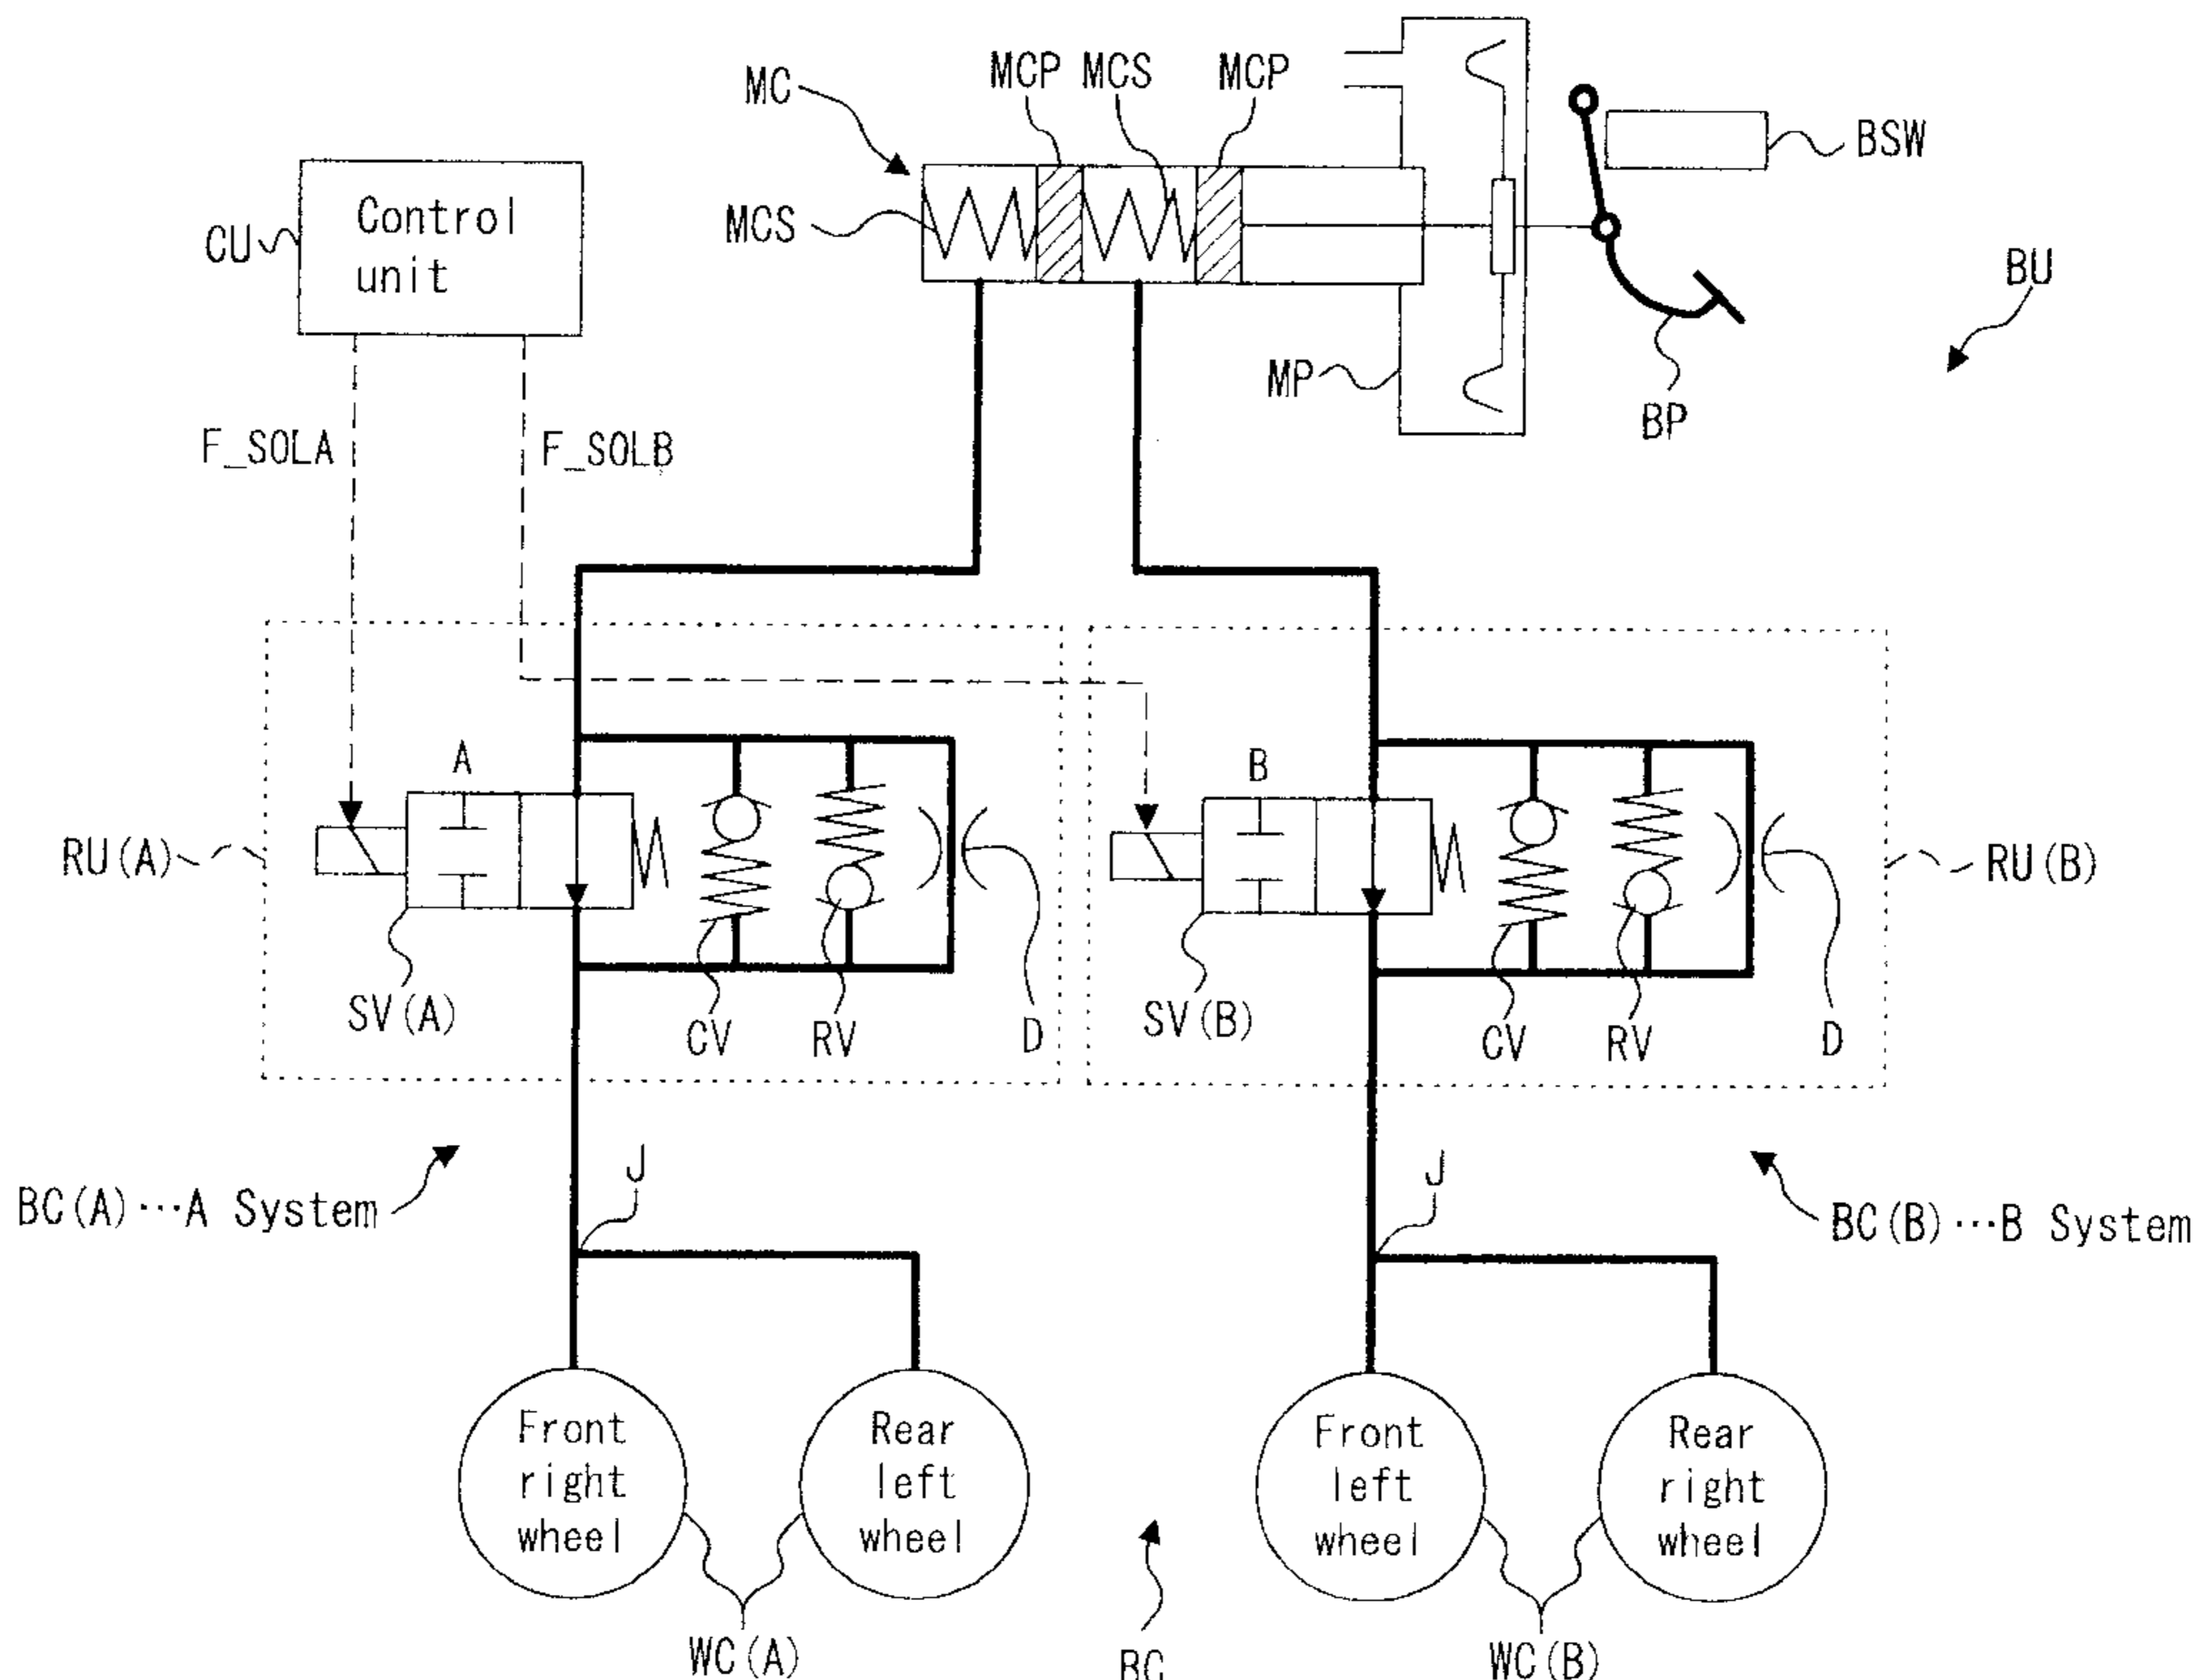 MCP MCS MCP
MC
BSW
Control
unit
CU
MCS
BU
MP
BP
F_SOLA
F_SOLB
A
B
RU(A)
RU(B)
SV(A)
CV
RV
D
SV(B)
CV
RV
D
J
J
BC(A)···A System
BC(B)···B System
Front
right
wheel
Rear
left
wheel
Front
left
wheel
Rear
right
wheel
WC(A)
BC
WC(B)